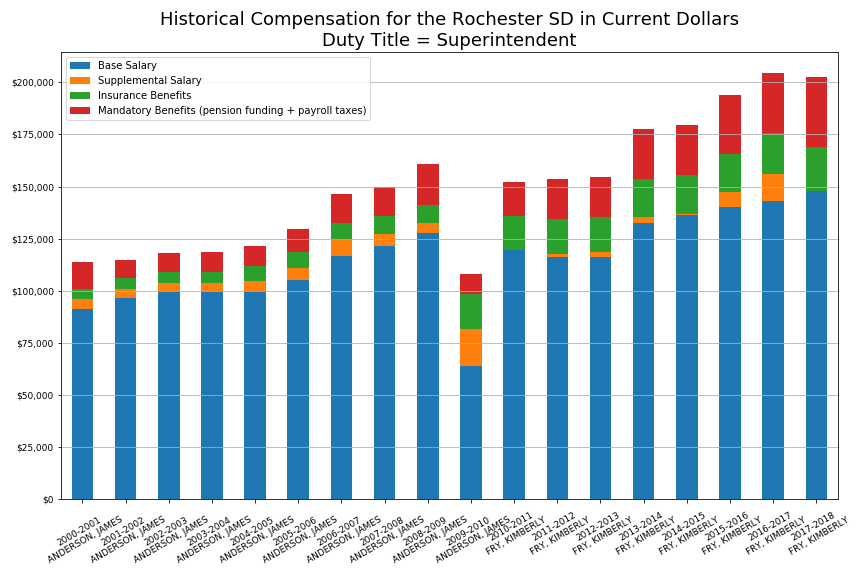 Historical Compensation for the Rochester SD in Current Dollars
Duty Title = Superintendent
Base Salary
Supplemental Salary
Insurance Benefits
Mandatory Benefits (pension funding + payroll taxes)
$200,000
$175,000
$150,000
$125,000
$100,000
$75,000
$50,000
$25,000
$0
2000-2001
ANDERSON, JAMES
2001-2002
ANDERSON, JAMES
2002-2003
ANDERSON, JAMES
2003-2004
ANDERSON, JAMES
2004-2005
ANDERSON, JAMES
2005-2006
ANDERSON, JAMES
2006-2007
ANDERSON, JAMES
2007-2008
ANDERSON, JAMES
2008-2009
ANDERSON, JAMES
2009-2010
ANDERSON, JAMES
2010-2011
FRY, KIMBERLY
2011-2012
FRY, KIMBERLY
2012-2013
FRY, KIMBERLY
2013-2014
FRY, KIMBERLY
2014-2015
FRY, KIMBERLY
2015-2016
FRY, KIMBERLY
2016-2017
FRY, KIMBERLY
2017-2018
FRY, KIMBERLY